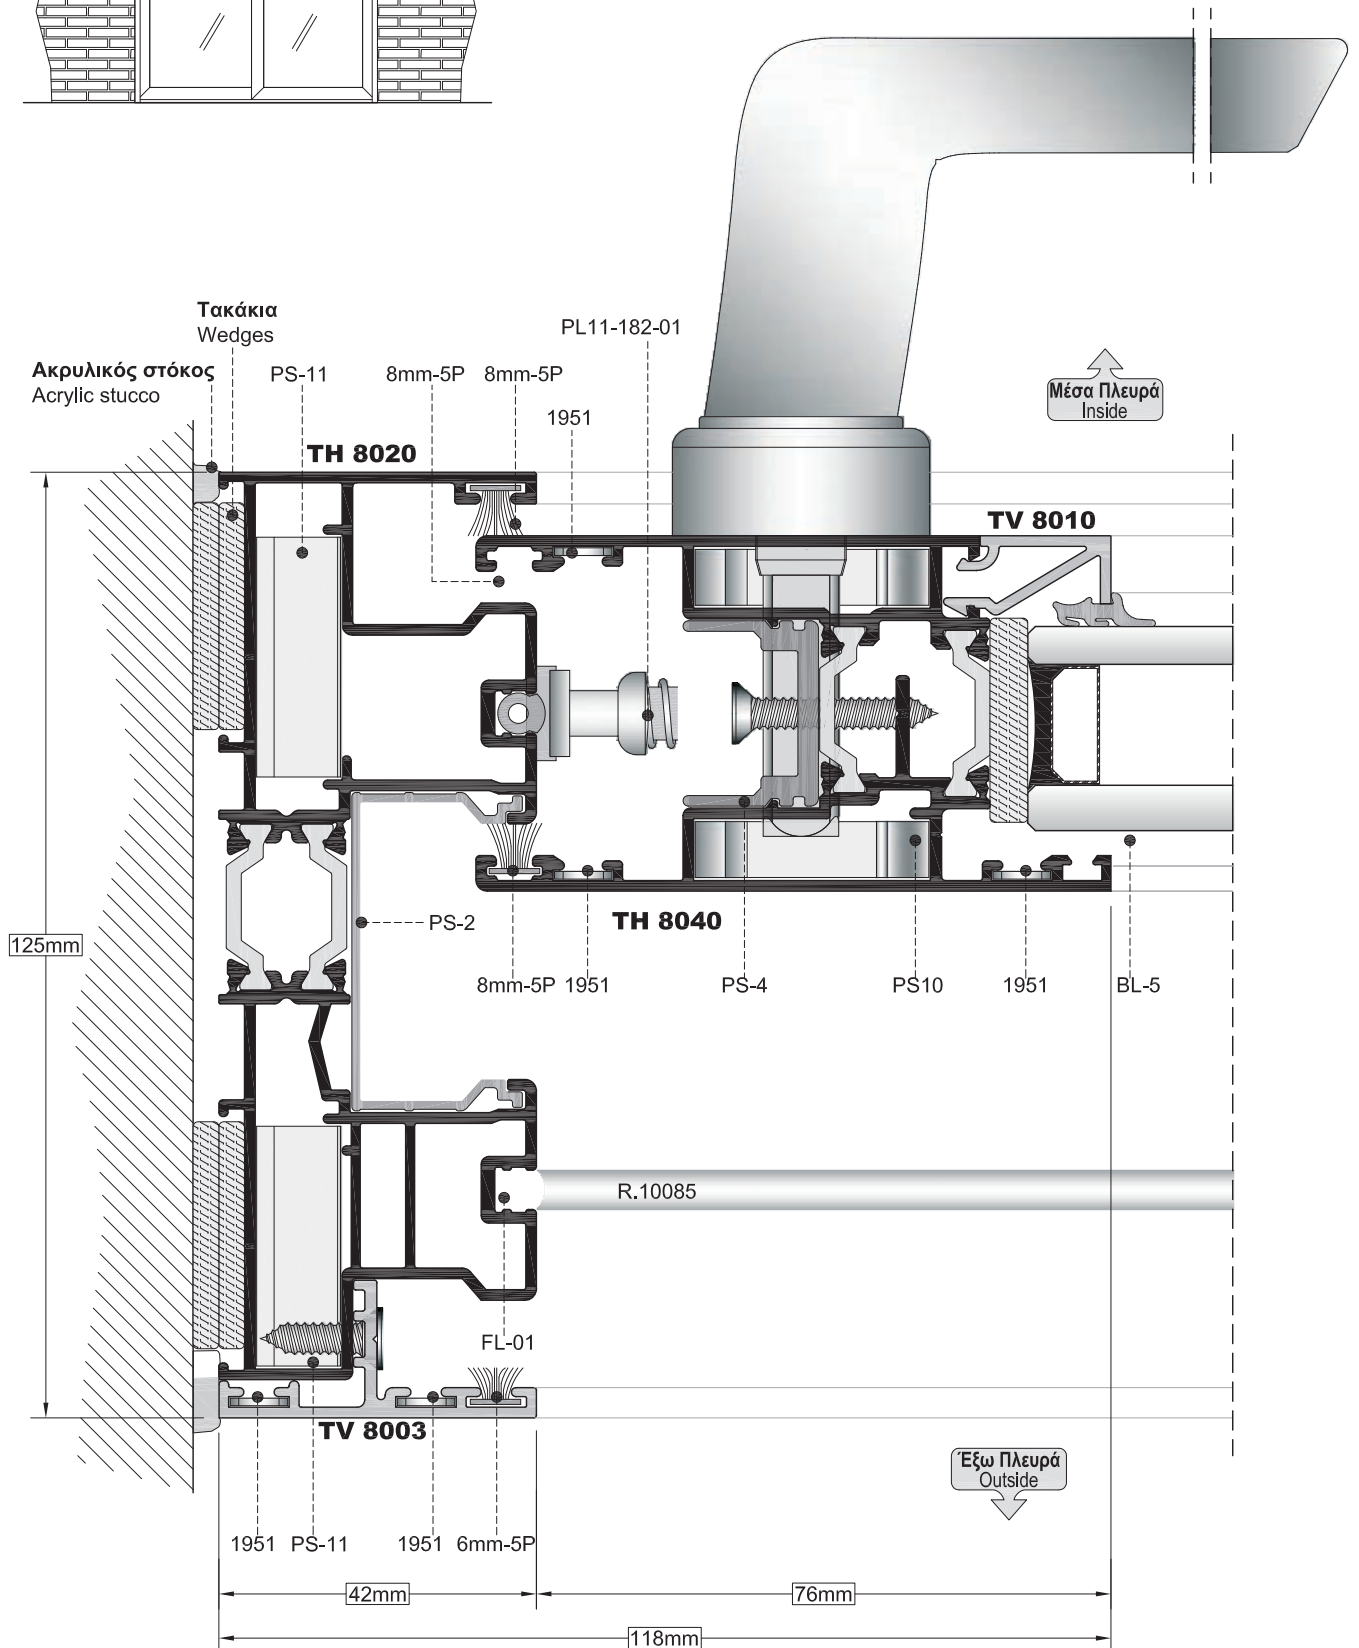 Τακάκια
Wedges
PL11-182-01
Ακρυλικός στόκος
Acrylic stucco
PS-11
8mm-5P
8mm-5P
1951
Μέσα Πλευρά
Inside
TH 8020
TV 8010
125mm
PS-2
TH 8040
8mm-5P
1951
PS-4
PS10
1951
BL-5
R.10085
FL-01
TV 8003
Έξω Πλευρά
Outside
1951
PS-11
1951
6mm-5P
42mm
76mm
118mm